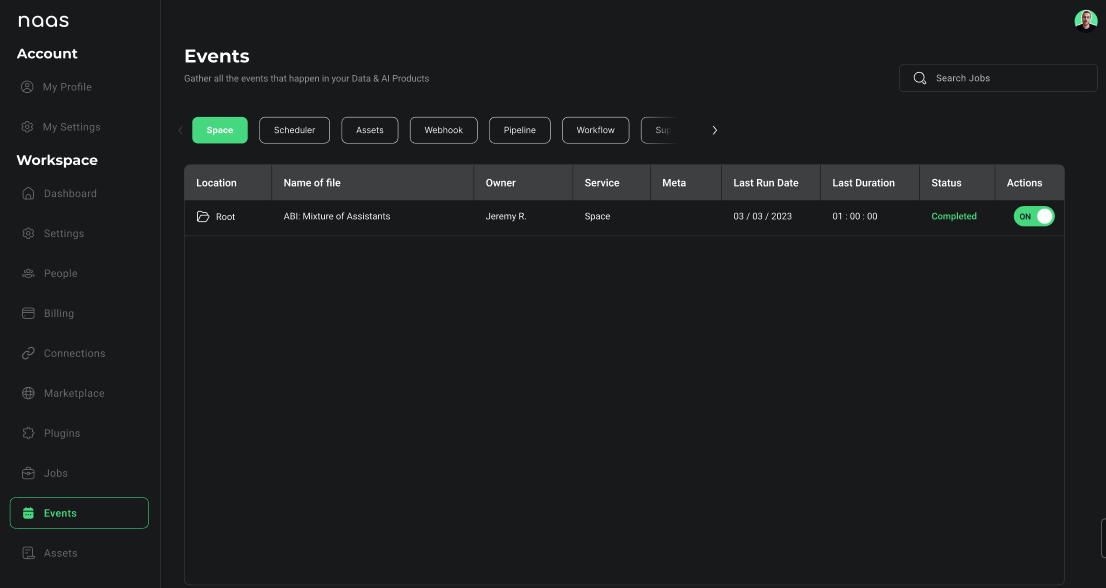 naas
Account
My Profile
My Settings
Workspace
Dashboard
Settings
People
Billing
Connections
Marketplace
Plugins
Jobs
Events
Assets
Events
Gather all the events that happen in your Data & AI Products
Search Jobs
Space Scheduler Assets Webhook Pipeline Workflow Sup
Location Name of file Owner Service Meta Last Run Date Last Duration Status Actions
Root ABI: Mixture of Assistants Jeremy R. Space 03 / 03 / 2023 01 : 00 : 00 Completed ON